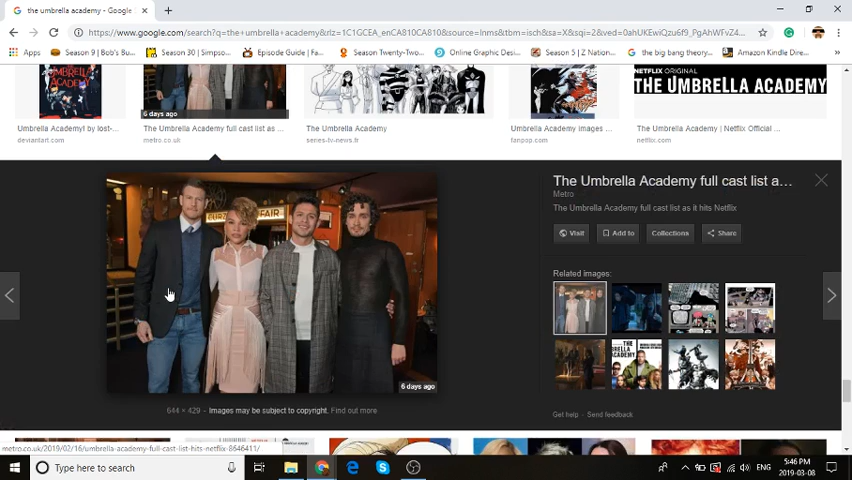 the umbrella academy - Google
https://www.google.com/search?q=the+umbrella+academy&rlz=1C1GCEA_enCA810CA810&source=lnms&tbm=isch&sa=X&sqi=2&ved=
Apps Season 9 | Bob's Bu... Season 30 | Simpso... Episode Guide | Fa... Season Twenty-Two... Online Graphic Desi... Season 5 | Z Nation... the big bang theory... Amazon Kindle Dire...
UMBRELLA ACADEMY
NETFLIX ORIGINAL
THE UMBRELLA ACADEMY
6 days ago
Umbrella Academy| by lost-... The Umbrella Academy full cast list as ... The Umbrella Academy Umbrella Academy images ... The Umbrella Academy | Netflix Official ...
deviantart.com metro.co.uk series-tv-news.fr fanpop.com netflix.com
The Umbrella Academy full cast list a...
Metro
The Umbrella Academy full cast list as it hits Netflix
Visit Add to Collections Share
Related images:
6 days ago
644 × 429 - Images may be subject to copyright. Find out more
Get help - Send feedback
metro.co.uk/2019/02/16/umbrella-academy-full-cast-list-hits-netflix-8646411/
Type here to search
ENG
5:46 PM
2019-03-08